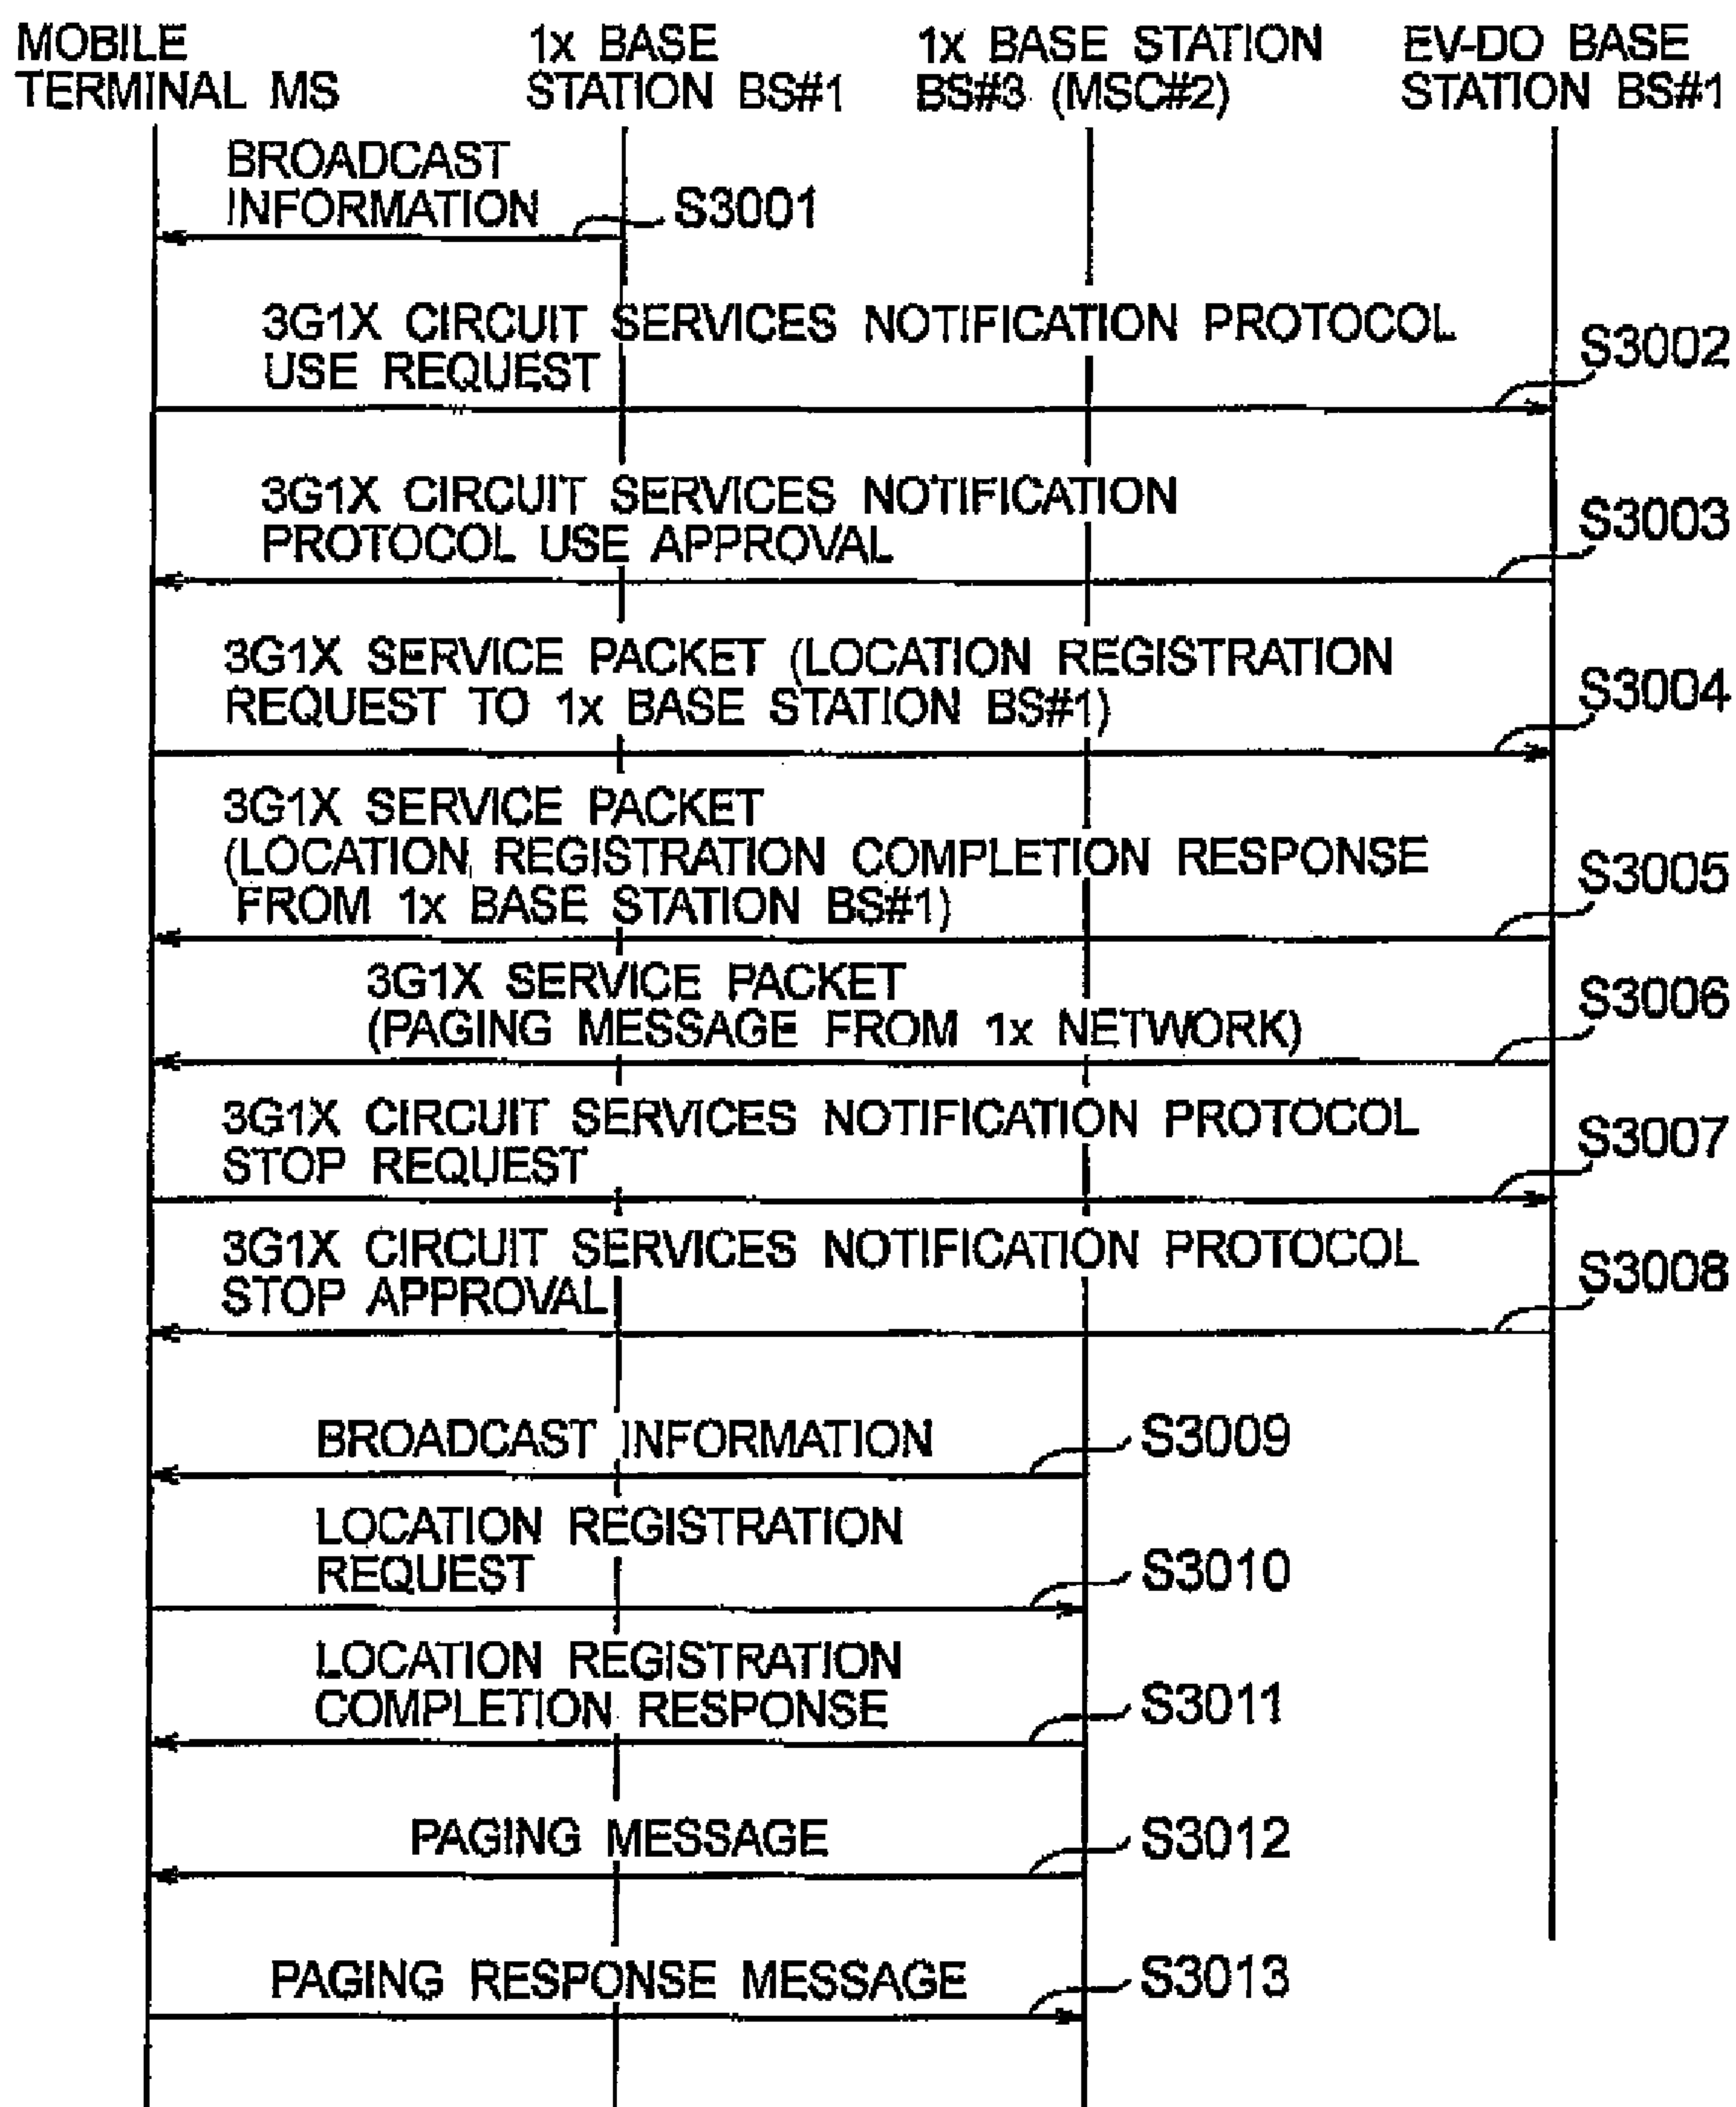 MOBILE
TERMINAL MS
1x BASE
STATION BS#1
1x BASE STATION
BS#3 (MSC#2)
EV-DO BASE
STATION BS#1
BROADCAST
INFORMATION
S3001
3G1X CIRCUIT SERVICES NOTIFICATION PROTOCOL
USE REQUEST
S3002
3G1X CIRCUIT SERVICES NOTIFICATION
PROTOCOL USE APPROVAL
S3003
3G1X SERVICE PACKET (LOCATION REGISTRATION
REQUEST TO 1x BASE STATION BS#1)
S3004
3G1X SERVICE PACKET
(LOCATION REGISTRATION COMPLETION RESPONSE
FROM 1x BASE STATION BS#1)
S3005
3G1X SERVICE PACKET
(PAGING MESSAGE FROM 1x NETWORK)
S3006
3G1X CIRCUIT SERVICES NOTIFICATION PROTOCOL
STOP REQUEST
S3007
3G1X CIRCUIT SERVICES NOTIFICATION PROTOCOL
STOP APPROVAL
S3008
BROADCAST INFORMATION
S3009
LOCATION REGISTRATION
REQUEST
S3010
LOCATION REGISTRATION
COMPLETION RESPONSE
S3011
PAGING MESSAGE
S3012
PAGING RESPONSE MESSAGE
S3013